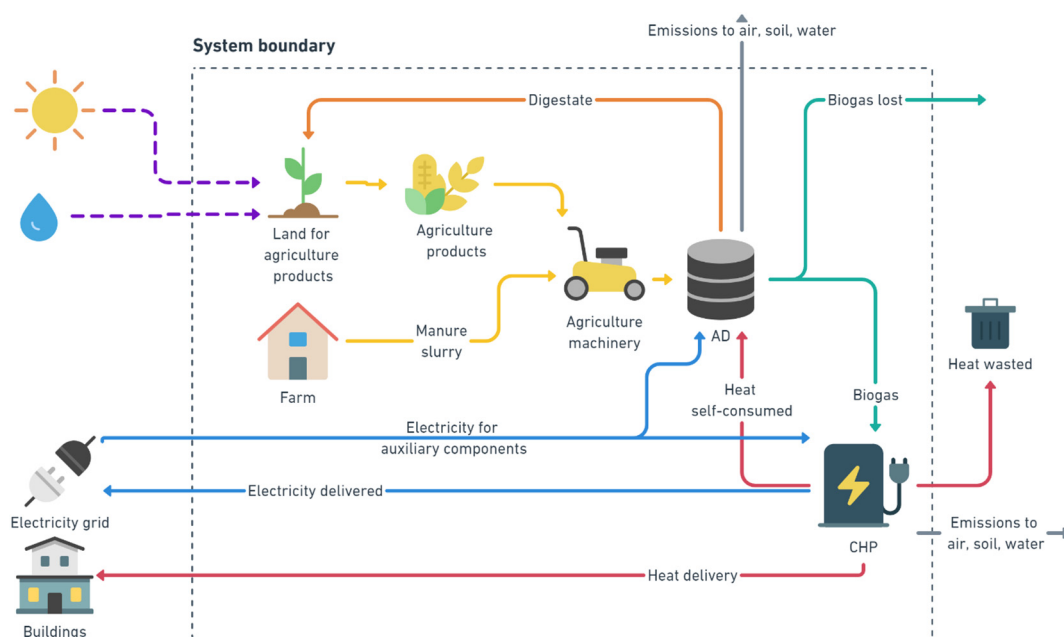 Emissions to air, soil, water
System boundary
Digestate
Biogas lost
Land for
agriculture
products
Agriculture
products
Agriculture
machinery
AD
Manure
slurry
Farm
Heat
self-consumed
Biogas
Heat wasted
Electricity for
auxiliary components
Electricity delivered
Electricity grid
CHP
Emissions to
air, soil, water
Heat delivery
Buildings